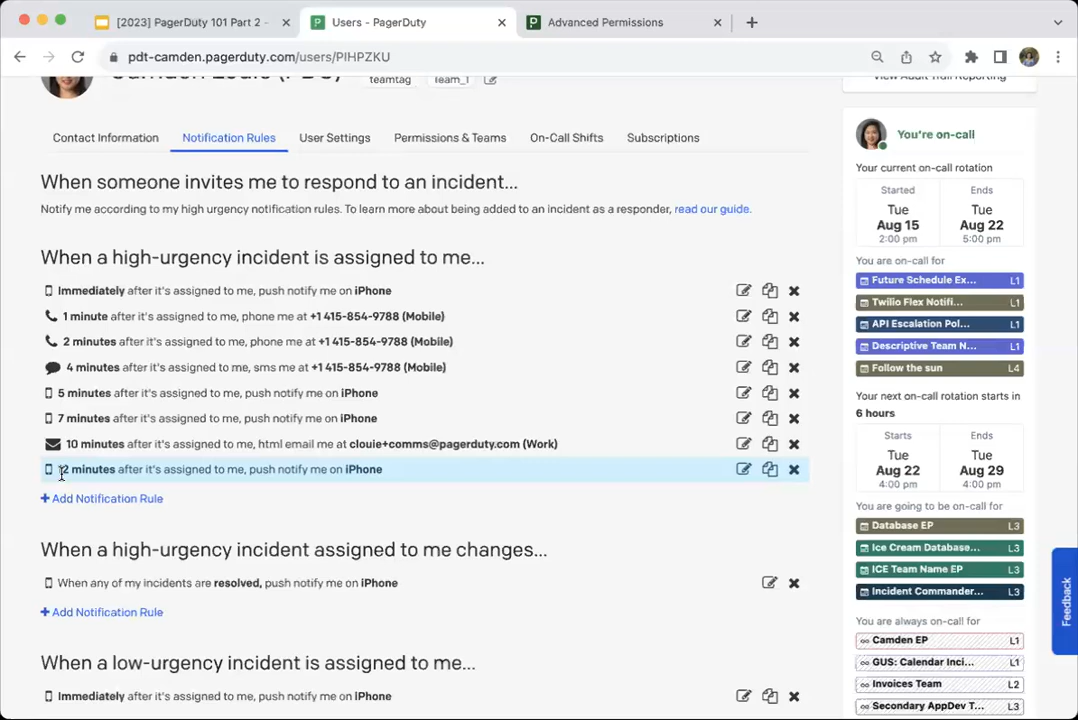 [2023] PagerDuty 101 Part 2 -
Users - PagerDuty
Advanced Permissions
pdt-camden.pagerduty.com/users/PIHPZKU
Camden Louie (PDU)
teamtag
Team_1
View Audit Trail Reporting
Contact Information
Notification Rules
User Settings
Permissions & Teams
On-Call Shifts
Subscriptions
When someone invites me to respond to an incident...
Notify me according to my high urgency notification rules. To learn more about being added to an incident as a responder, read our guide.
When a high-urgency incident is assigned to me...
Immediately after it's assigned to me, push notify me on iPhone
1 minute after it's assigned to me, phone me at +1 415-854-9788 (Mobile)
2 minutes after it's assigned to me, phone me at +1 415-854-9788 (Mobile)
4 minutes after it's assigned to me, sms me at +1 415-854-9788 (Mobile)
5 minutes after it's assigned to me, push notify me on iPhone
7 minutes after it's assigned to me, push notify me on iPhone
10 minutes after it's assigned to me, html email me at clouie+comms@pagerduty.com (Work)
12 minutes after it's assigned to me, push notify me on iPhone
+ Add Notification Rule
When a high-urgency incident assigned to me changes...
When any of my incidents are resolved, push notify me on iPhone
+ Add Notification Rule
When a low-urgency incident is assigned to me...
Immediately after it's assigned to me, push notify me on iPhone
You're on-call
Your current on-call rotation
Started
Ends
Tue
Tue
Aug 15
Aug 22
2:00 pm
5:00 pm
You are on-call for
Future Schedule Ex... L1
Twilio Flex Notifi... L1
API Escalation Pol... L1
Descriptive Team N... L1
Follow the sun L4
Your next on-call rotation starts in
6 hours
Starts
Ends
Tue
Tue
Aug 22
Aug 29
4:00 pm
4:00 pm
You are going to be on-call for
Database EP L3
Ice Cream Database... L3
ICE Team Name EP L3
Incident Commander... L3
You are always on-call for
Camden EP L1
GUS: Calendar Inci... L1
Invoices Team L2
Secondary AppDev T... L3
Feedback